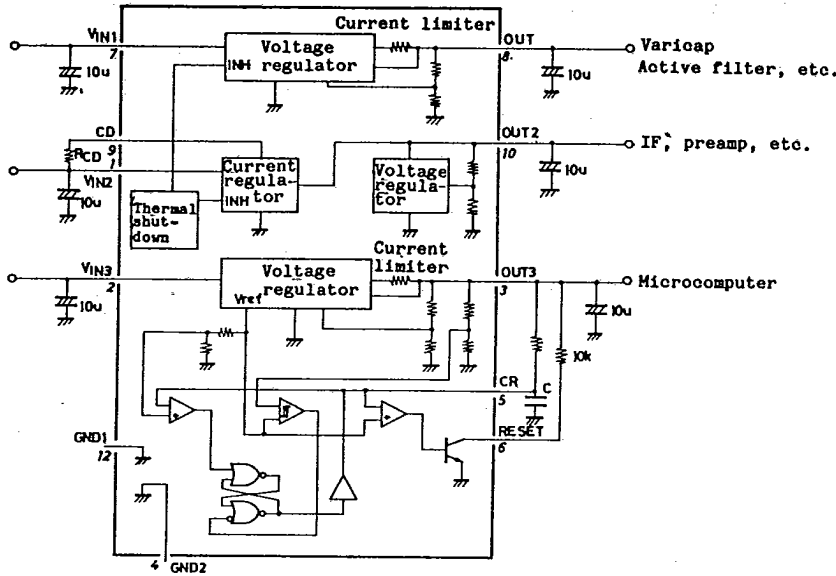 Current limiter
VIN1
7
Voltage
regulator
INH
OUT
8
Varicap
Active filter, etc.
10u
10u
CD
9
RCD
1
VIN2
10u
Current
regula-
tor
INH
Thermal
shut-
down
Voltage
regula-
tor
OUT2
10
IF, preamp, etc.
10u
Current
limiter
VIN3
2
Voltage
regulator
Vref
OUT3
3
Microcomputer
10u
10u
10k
CR
5
C
RESET
6
GND1
12
4
GND2